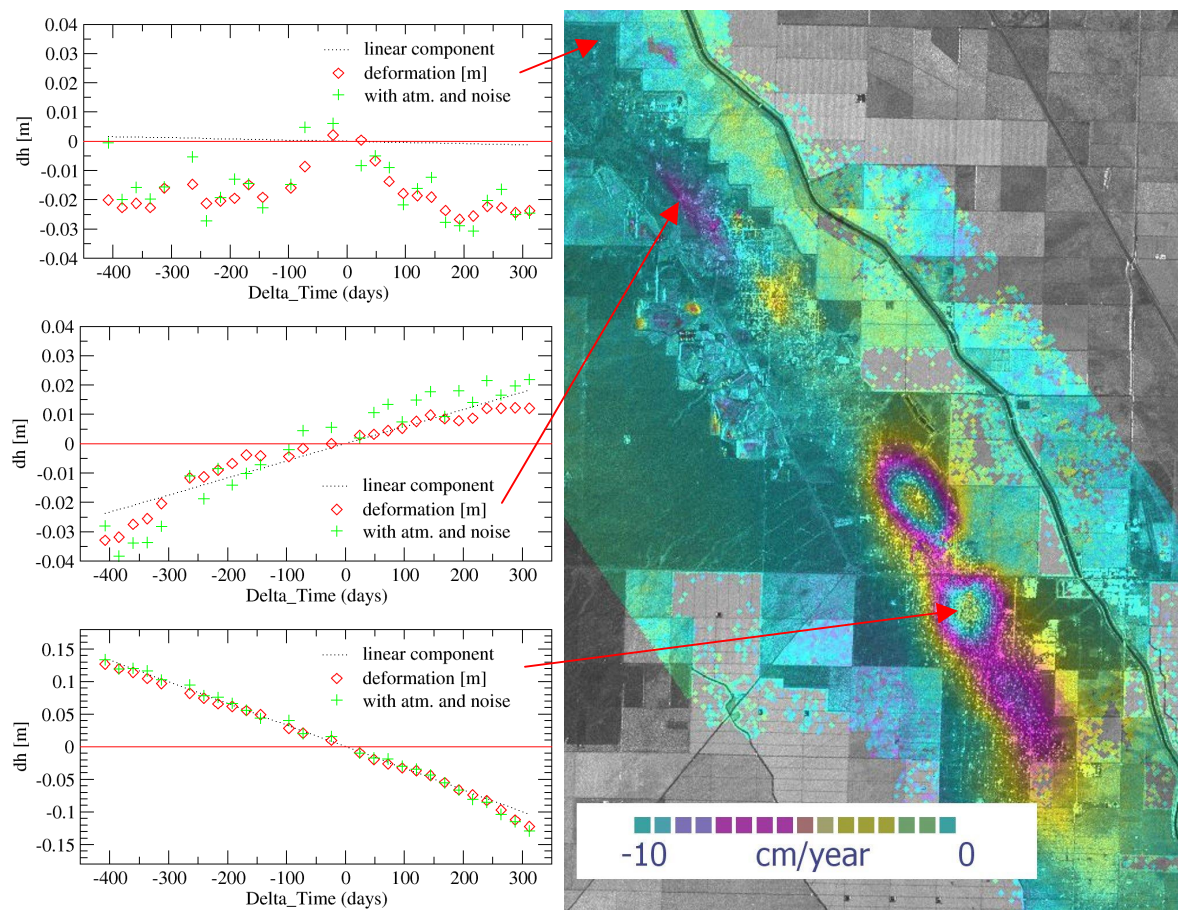 0.04
0.03
0.02
0.01
0
-0.01
-0.02
-0.03
-0.04
dh [m]
linear component
deformation [m]
with atm. and noise
-400 -300 -200 -100 0 100 200 300
Delta_Time (days)
0.04
0.03
0.02
0.01
0
-0.01
-0.02
-0.03
-0.04
dh [m]
linear component
deformation [m]
with atm. and noise
-400 -300 -200 -100 0 100 200 300
Delta_Time (days)
0.15
0.1
0.05
0
-0.05
-0.1
-0.15
dh [m]
linear component
deformation [m]
with atm. and noise
-400 -300 -200 -100 0 100 200 300
Delta_Time (days)
-10 cm/year 0